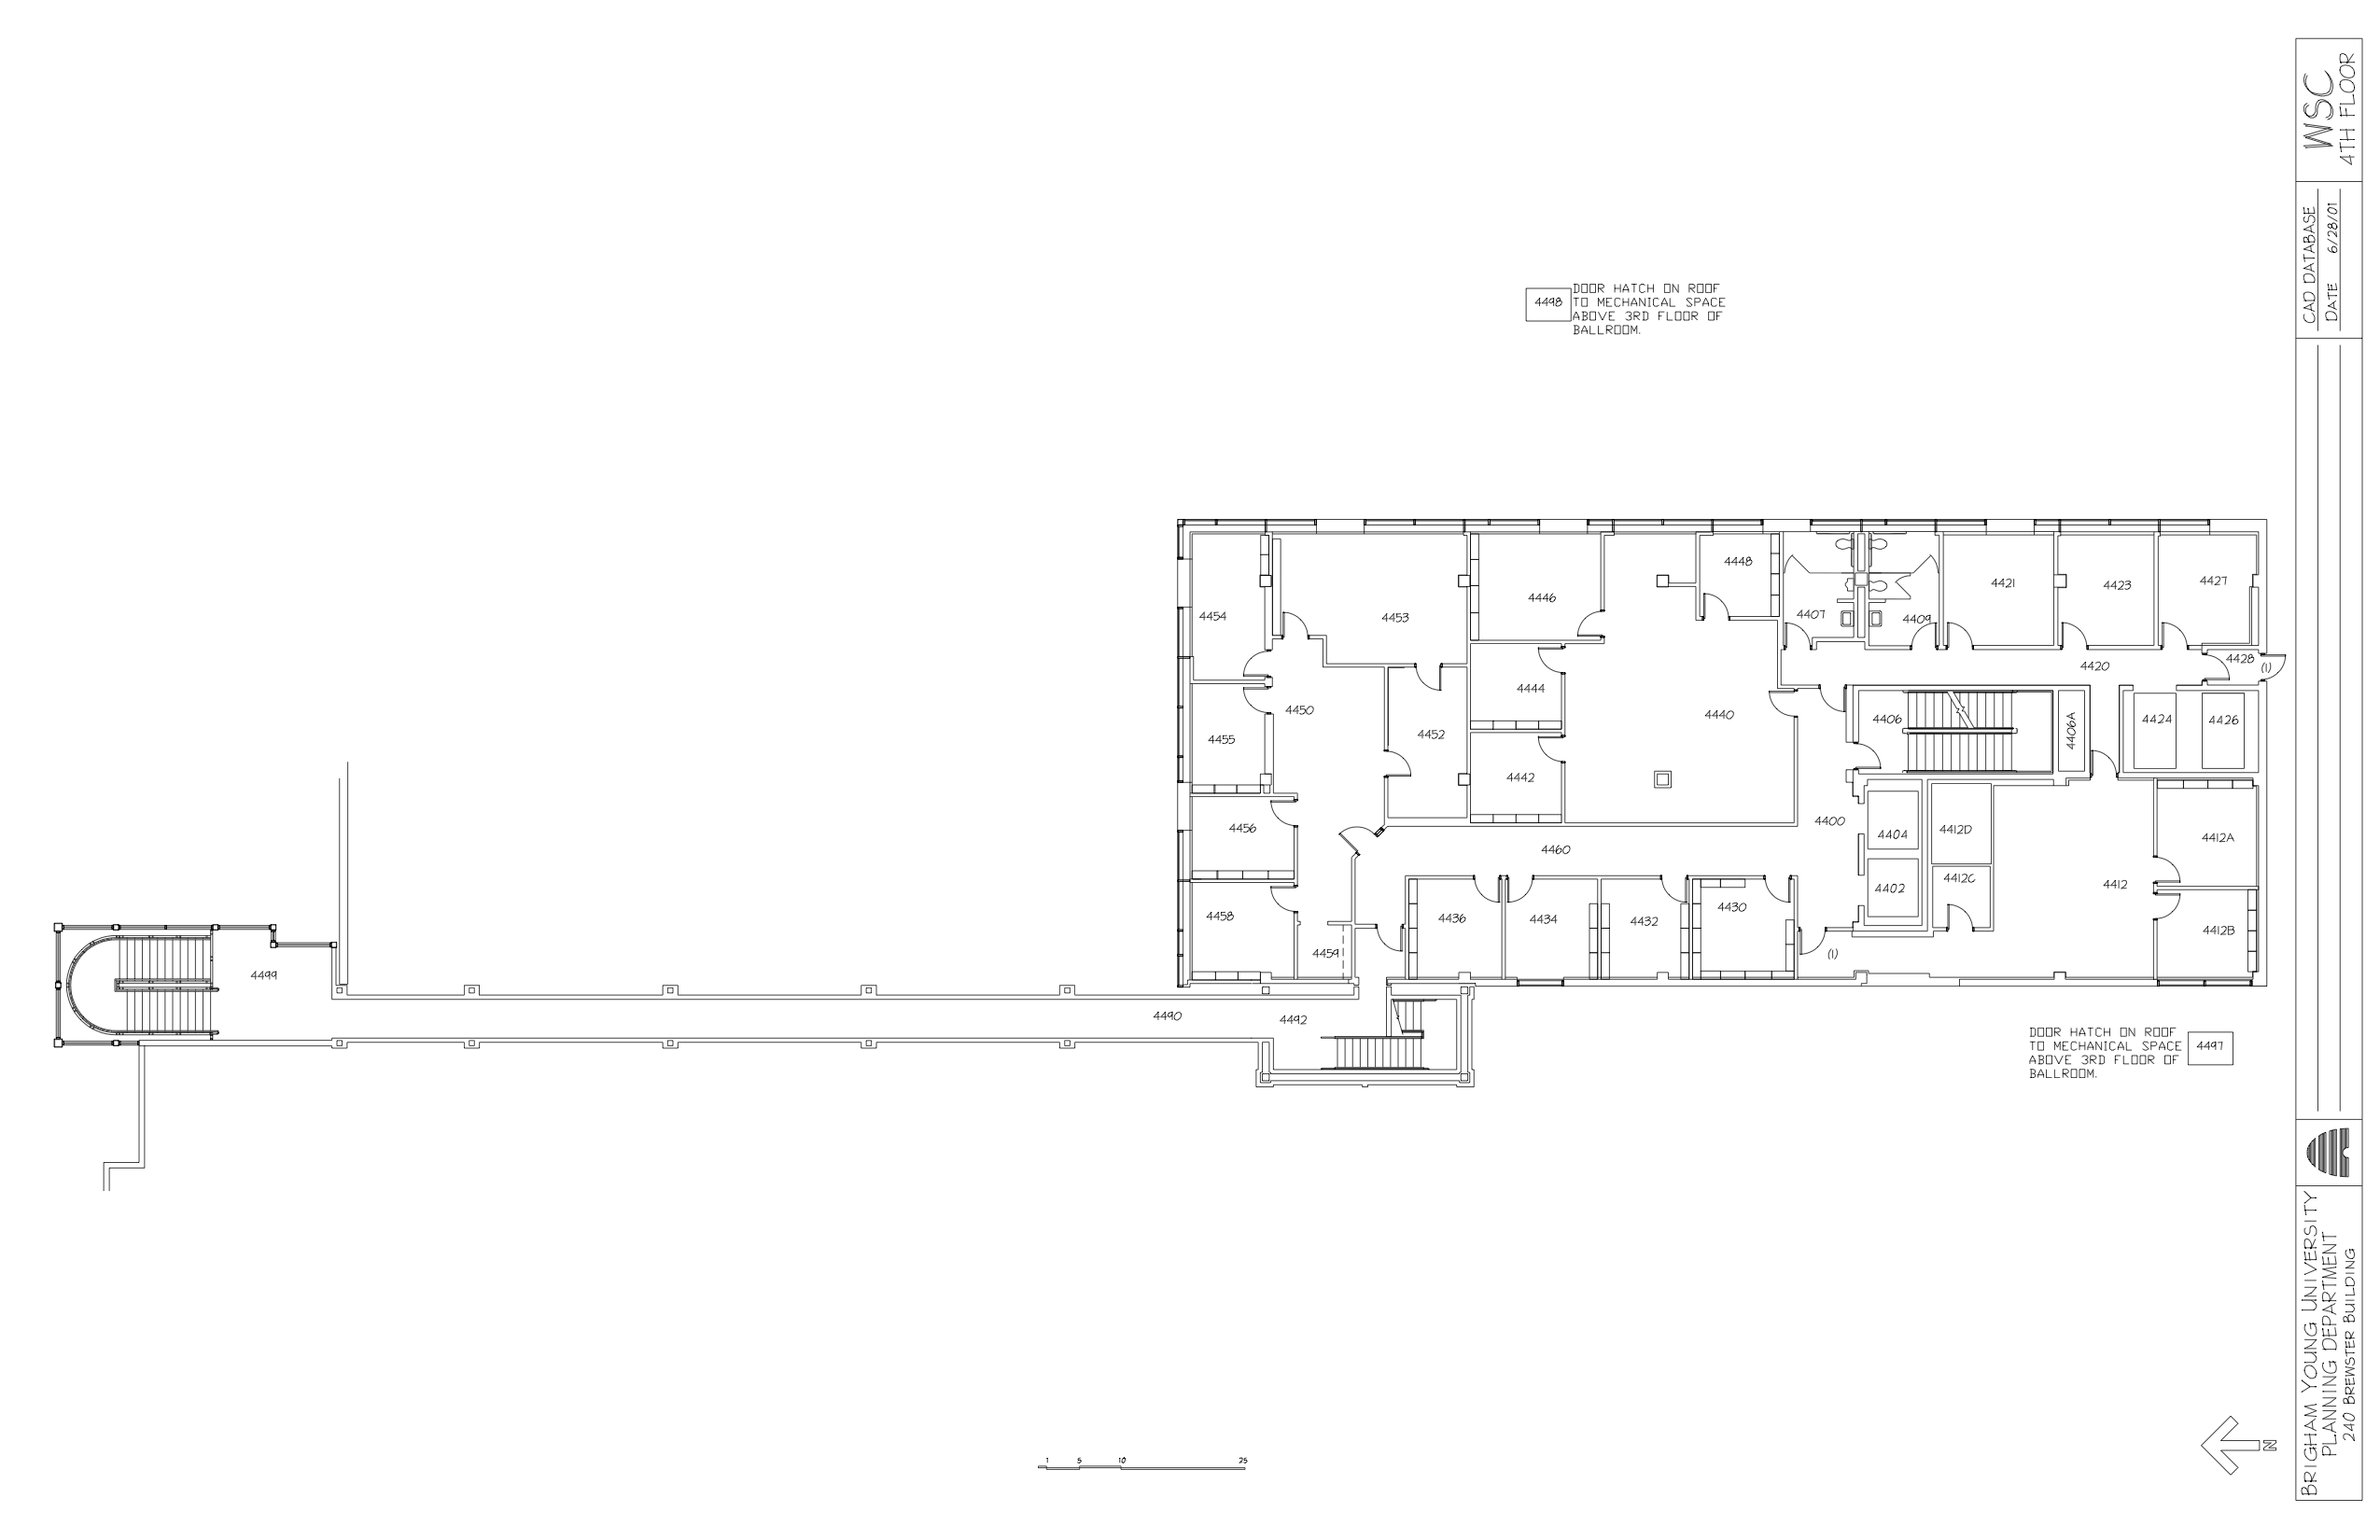 WSC
4TH FLOOR
CAD DATABASE
DATE 6/28/01
4498
DOOR HATCH ON ROOF
TO MECHANICAL SPACE
ABOVE 3RD FLOOR OF
BALLROOM.
4448
4446
4421
4423
4427
4454
4453
4407
4409
4428
(1)
4420
4444
4450
4440
4406
4406A
4424
4426
4455
4452
4442
4456
4400
4404
4412D
4412A
4460
4402
4412C
4412
4458
4436
4434
4432
4430
4412B
4459
(1)
4499
4490
4492
DOOR HATCH ON ROOF
TO MECHANICAL SPACE
ABOVE 3RD FLOOR OF
BALLROOM.
4497
1 5 10 25
N
BRIGHAM YOUNG UNIVERSITY
PLANNING DEPARTMENT
240 BREWSTER BUILDING